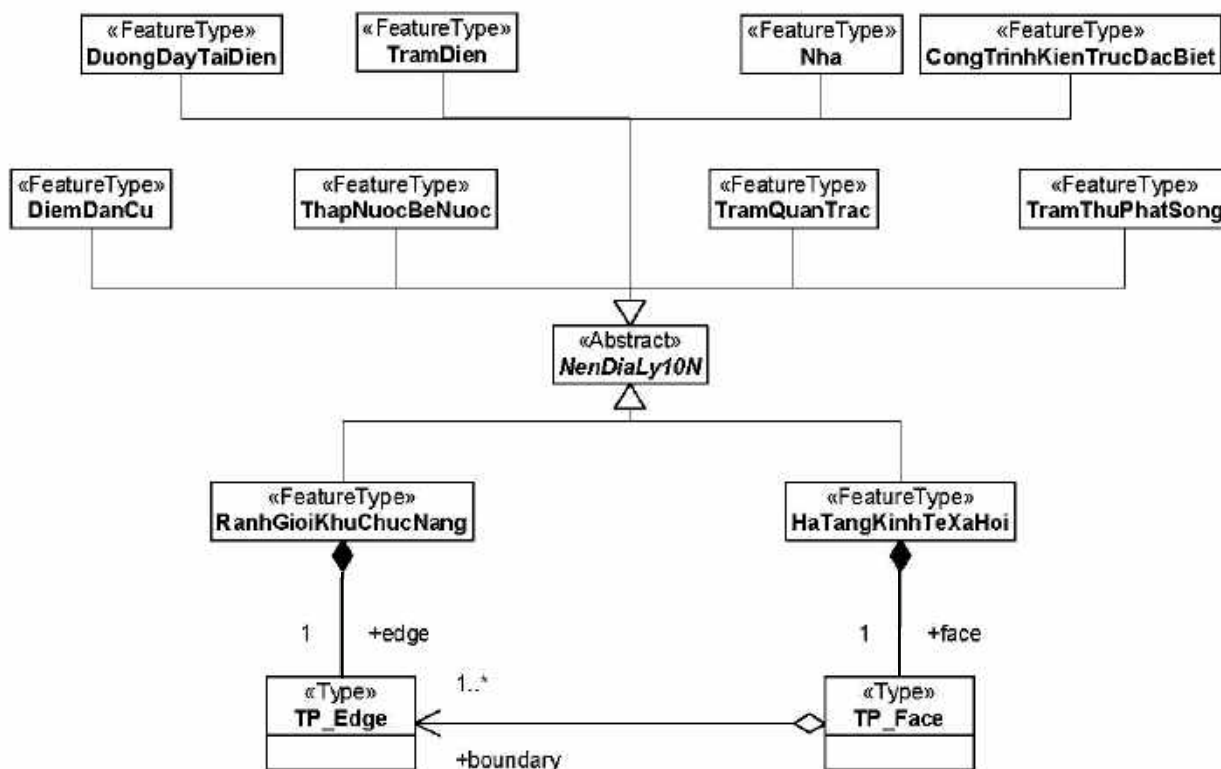 «FeatureType»
DuongDayTaiDien
«FeatureType»
TramDien
«FeatureType»
Nha
«FeatureType»
CongTrinhKienTrucDacBiet
«FeatureType»
DiemDanCu
«FeatureType»
ThapNuocBeNuoc
«FeatureType»
TramQuanTrac
«FeatureType»
TramThuPhatSong
«Abstract»
NenDiaLy10N
«FeatureType»
RanhGioiKhuChucNang
«FeatureType»
HaTangKinhTeXaHoi
1
+edge
1
+face
«Type»
TP_Edge
1..*
+boundary
«Type»
TP_Face